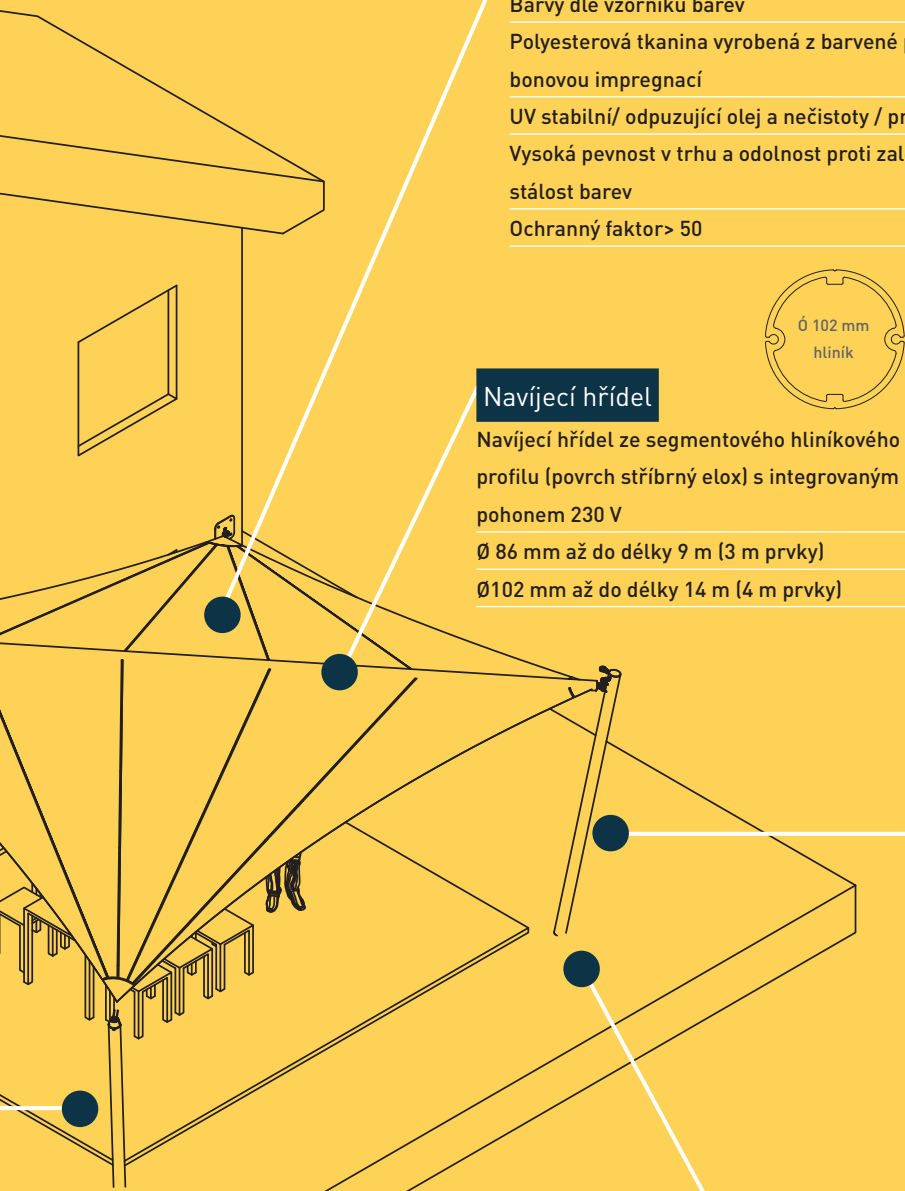 Barvy dle vzorníku barev
Polyesterová tkanina vyrobená z barvené
bonovou impregnací
UV stabilní/ odpuzující olej a nečistoty /
Vysoká pevnost v trhu a odolnost proti
stálost barev
Ochranný faktor> 50
Ó 102 mm
hliník
Navíjecí hřídel
Navíjecí hřídel ze segmentového hliníkového
profilu (povrch stříbrný elox) s integrovaným
pohonem 230 V
Ø 86 mm až do délky 9 m (3 m prvky)
Ø102 mm až do délky 14 m (4 m prvky)